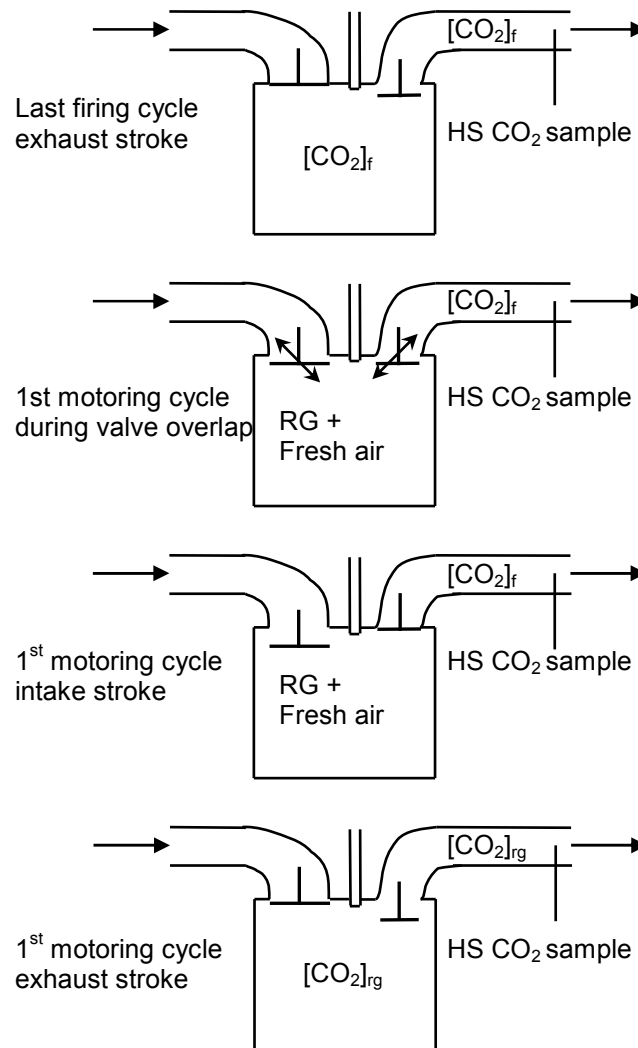 [CO₂]f
Last firing cycle
exhaust stroke
HS CO₂ sample
[CO₂]f
[CO₂]f
1st motoring cycle
during valve overlap
HS CO₂ sample
RG +
Fresh air
[CO₂]f
1st motoring cycle
intake stroke
HS CO₂ sample
RG +
Fresh air
[CO₂]rg
1st motoring cycle
exhaust stroke
HS CO₂ sample
[CO₂]rg